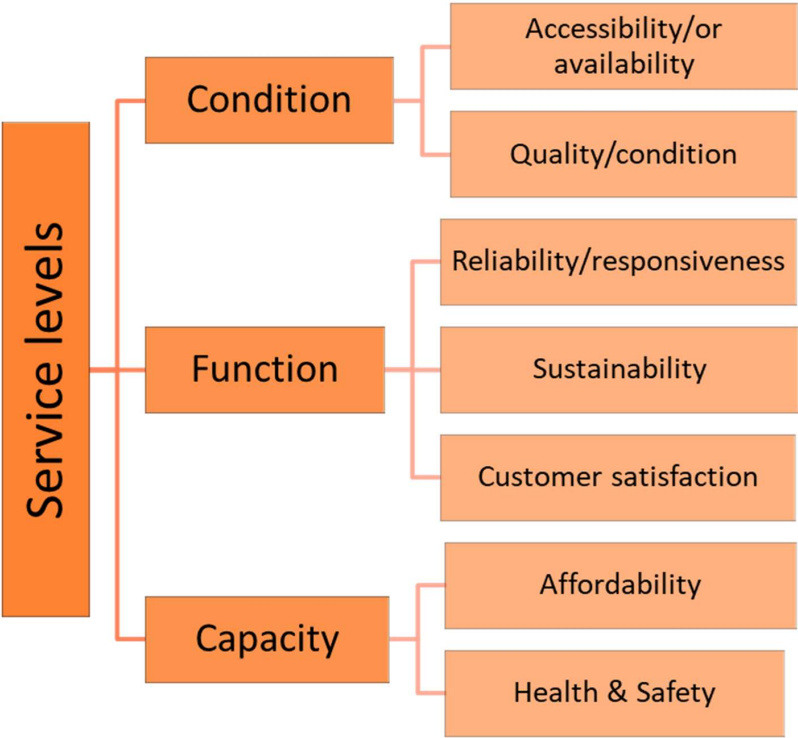 Service levels
Condition
Accessibility/or
availability
Quality/condition
Function
Reliability/responsiveness
Sustainability
Customer satisfaction
Capacity
Affordability
Health & Safety